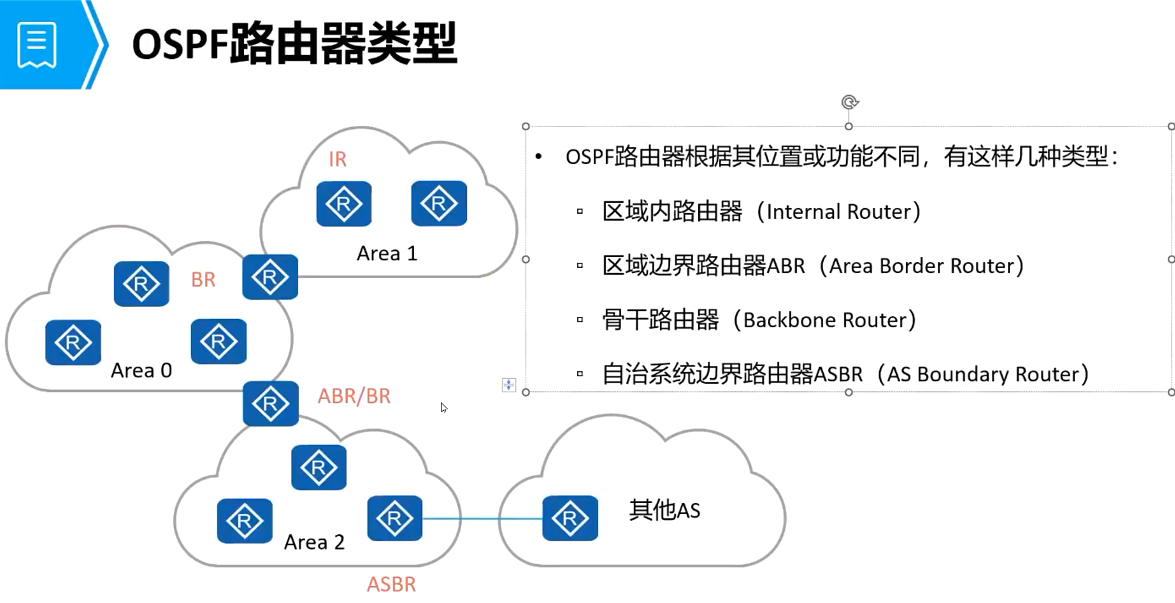 OSPF路由器类型
IR
Area 1
BR
Area 0
ABR/BR
Area 2
ASBR
其他AS
• OSPF路由器根据其位置或功能不同，有这样几种类型：
▫ 区域内路由器（Internal Router）
▫ 区域边界路由器ABR（Area Border Router）
▫ 骨干路由器（Backbone Router）
▫ 自治系统边界路由器ASBR（AS Boundary Router）
R
R
R
R
R
R
R
R
R
R
R